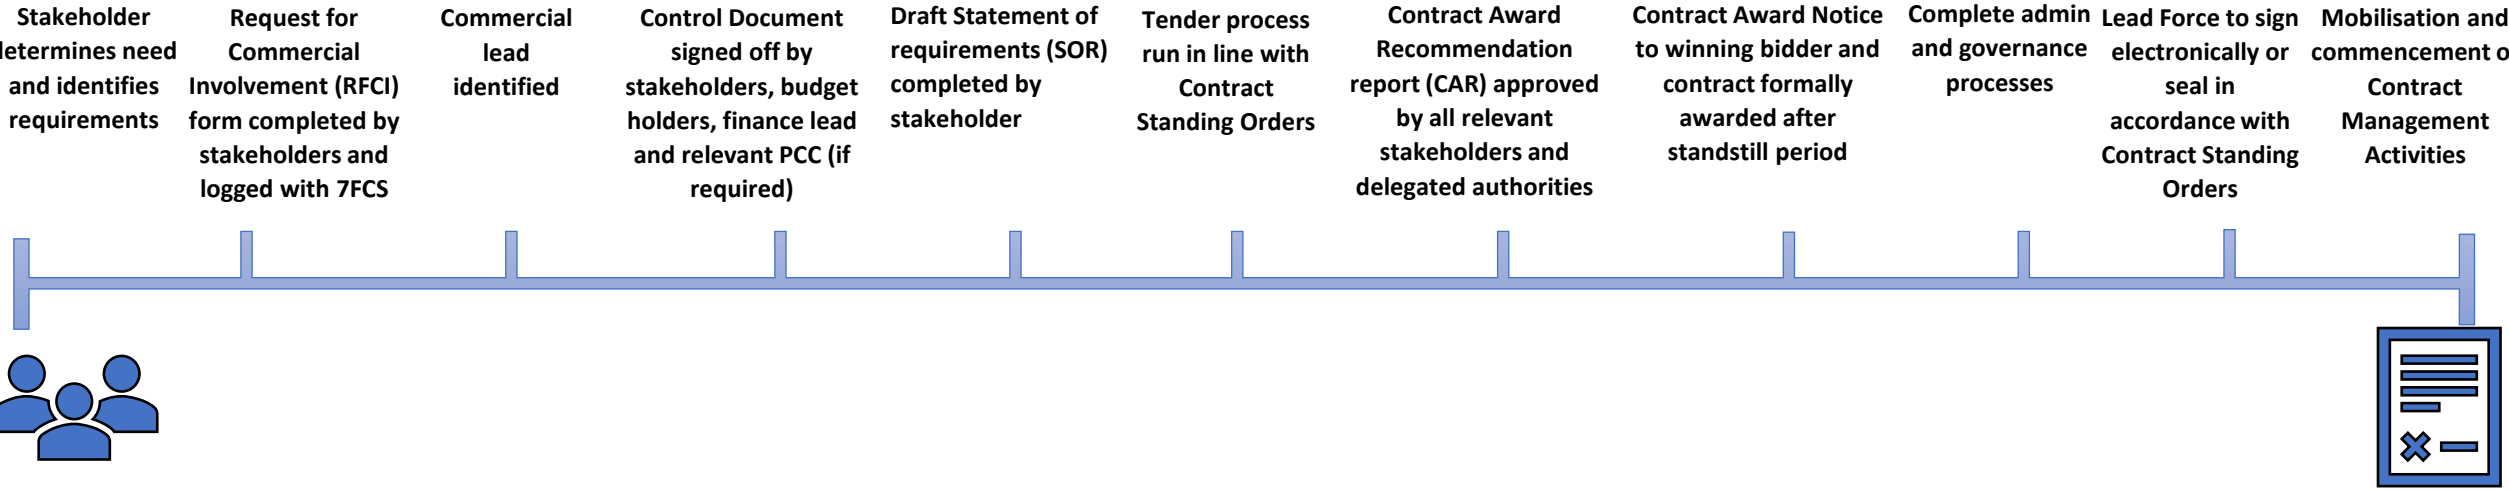 Stakeholder
determines need
and identifies
requirements
Request for
Commercial
Involvement (RFCI)
form completed by
stakeholders and
logged with 7FCS
Commercial
lead
identified
Control Document
signed off by
stakeholders, budget
holders, finance lead
and relevant PCC (if
required)
Draft Statement of
requirements (SOR)
completed by
stakeholder
Tender process
run in line with
Contract
Standing Orders
Contract Award
Recommendation
report (CAR) approved
by all relevant
stakeholders and
delegated authorities
Contract Award Notice
to winning bidder and
contract formally
awarded after
standstill period
Complete admin
and governance
processes
Lead Force to sign
electronically or
seal in
accordance with
Contract Standing
Orders
Mobilisation and
commencement of
Contract
Management
Activities